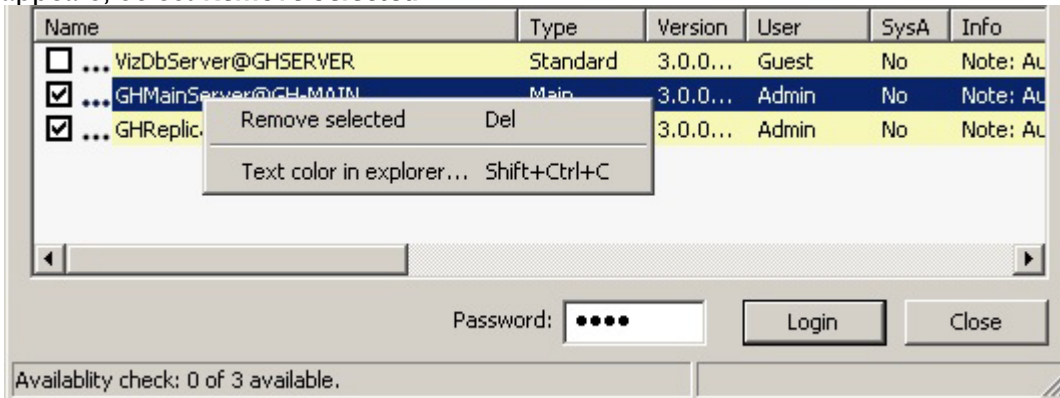 Name Type Version User SysA Info
... VizDbServer@GHSERVER Standard 3.0.0... Guest No Note: Au
... GHMainServer@GH-MAIN Main 3.0.0... Admin No Note: Au
... GHReplic 3.0.0... Admin No Note: Au
Remove selected Del
Text color in explorer... Shift+Ctrl+C
Password: ••••
Login Close
Availablity check: 0 of 3 available.